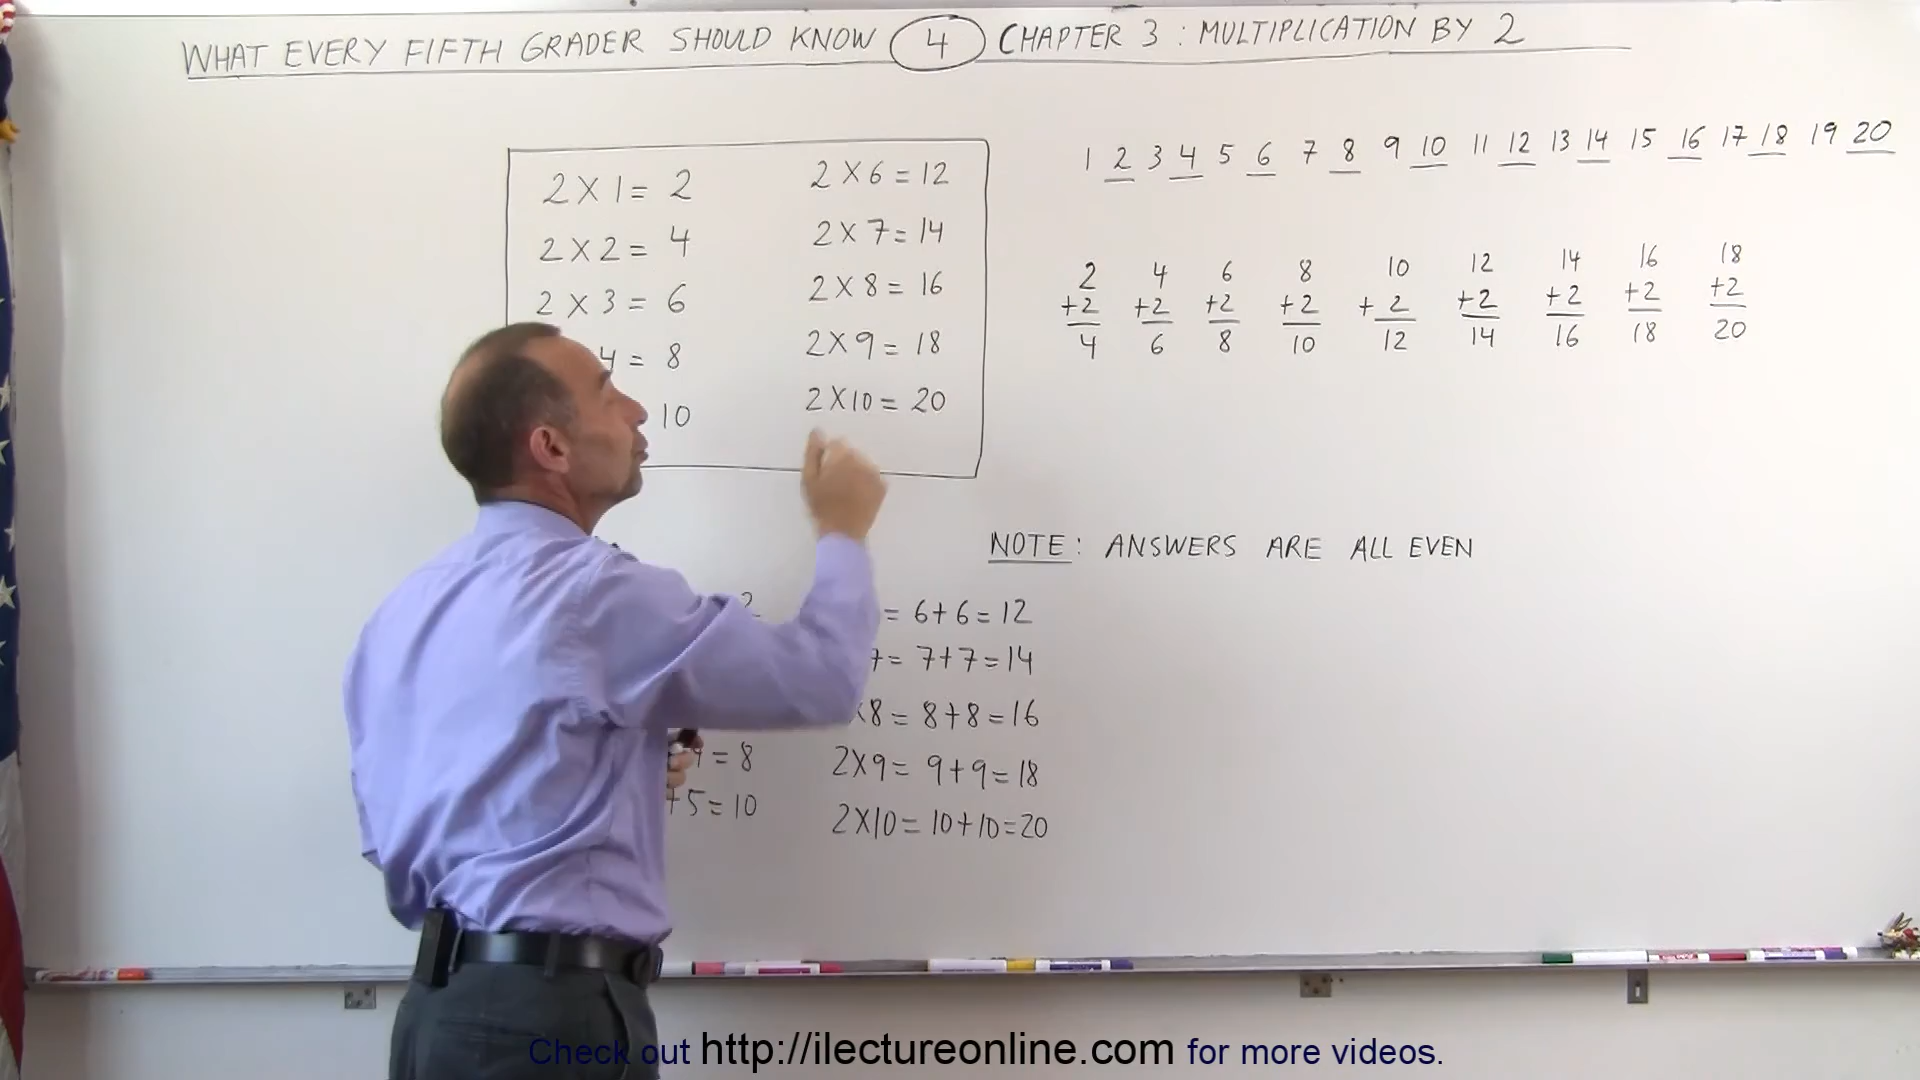 WHAT EVERY FIFTH GRADER SHOULD KNOW 4 CHAPTER 3 : MULTIPLICATION BY 2
2 X 1 = 2
2 X 2 = 4
2 X 3 = 6
4 = 8
10
2 X 6 = 12
2 X 7 = 14
2 X 8 = 16
2 X 9 = 18
2 X 10 = 20
1 2 3 4 5 6 7 8 9 10 11 12 13 14 15 16 17 18 19 20
2 4 6 8 10 12 14 16 18
+2 +2 +2 +2 +2 +2 +2 +2 +2
4 6 8 10 12 14 16 18 20
NOTE: ANSWERS ARE ALL EVEN
2
4 = 8
+ 5 = 10
= 6 + 6 = 12
7 = 7 + 7 = 14
X 8 = 8 + 8 = 16
2 X 9 = 9 + 9 = 18
2 X 10 = 10 + 10 = 20
Check out http://ilectureonline.com for more videos.